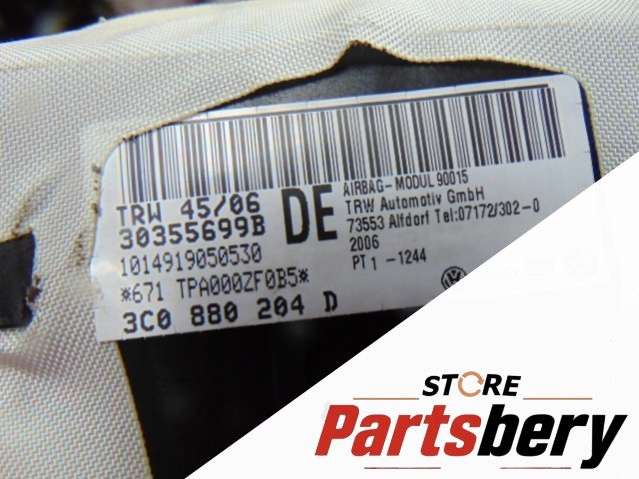 TRW 45/06
30355699B
1014919050530
*671 TPA000ZF0B5*
3C0 880 204 D
DE
AIRBAG-MODUL 90015
TRW Automotiv GmbH
73553 Alfdorf Tel:07172/302-0
2006
PT 1 -1244
STORE
Partsbery